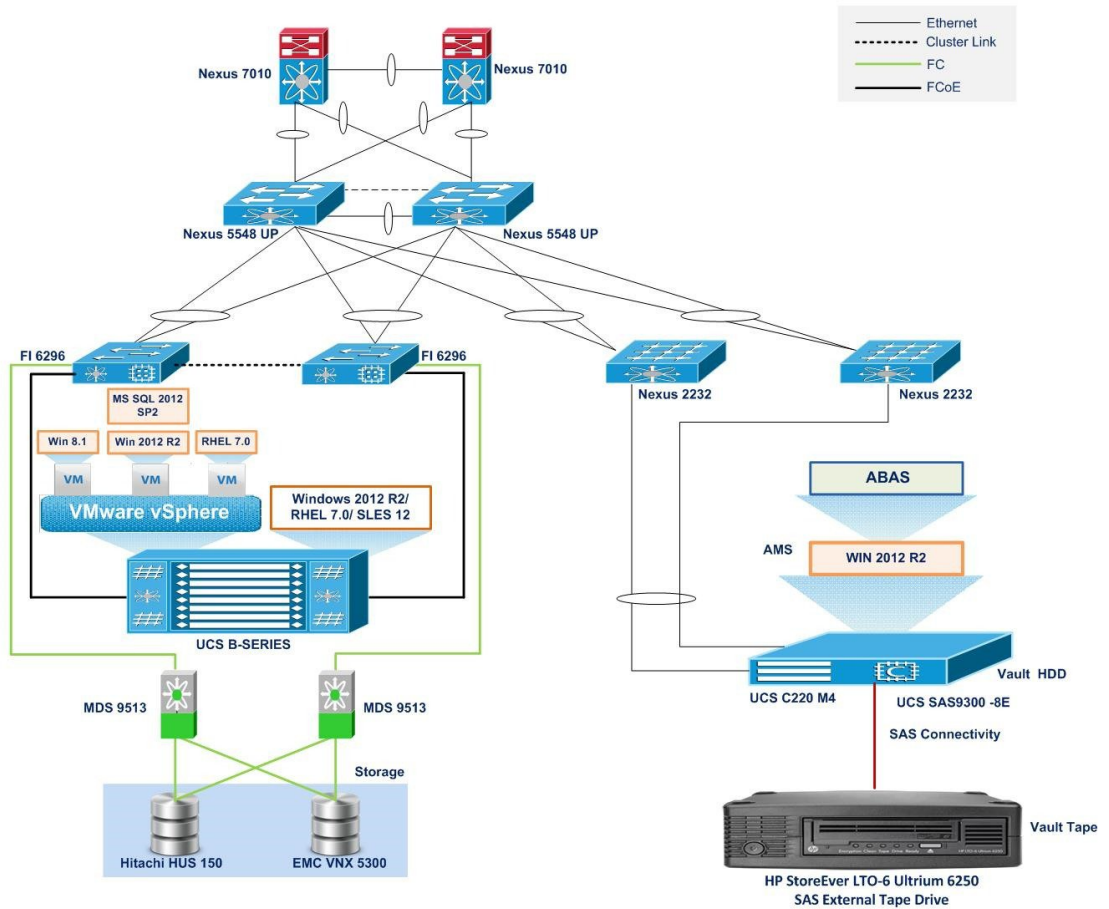 Ethernet
Cluster Link
FC
FCoE
Nexus 7010
Nexus 7010
Nexus 5548 UP
Nexus 5548 UP
FI 6296
FI 6296
Nexus 2232
Nexus 2232
MS SQL 2012
SP2
Win 8.1
Win 2012 R2
RHEL 7.0
VM
VM
VM
VMware vSphere
Windows 2012 R2/
RHEL 7.0/ SLES 12
UCS B-SERIES
ABAS
AMS
WIN 2012 R2
Vault HDD
UCS C220 M4
UCS SAS9300 -8E
SAS Connectivity
MDS 9513
MDS 9513
Storage
Hitachi HUS 150
EMC VNX 5300
Vault Tape
HP StoreEver LTO-6 Ultrium 6250
SAS External Tape Drive